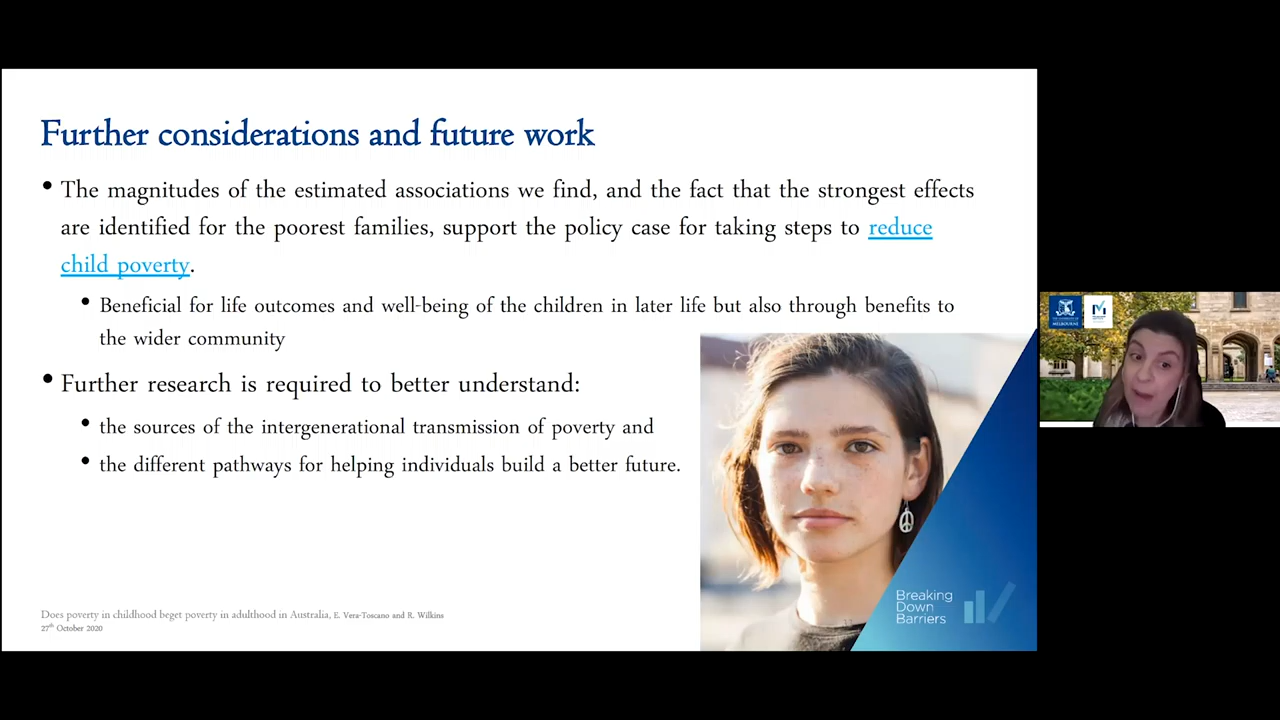 Further considerations and future work
• The magnitudes of the estimated associations we find, and the fact that the strongest effects
are identified for the poorest families, support the policy case for taking steps to reduce
child poverty.
• Beneficial for life outcomes and well-being of the children in later life but also through benefits to
the wider community
• Further research is required to better understand:
• the sources of the intergenerational transmission of poverty and
• the different pathways for helping individuals build a better future.
Breaking
Down
Barriers
Does poverty in childhood beget poverty in adulthood in Australia, E. Vera-Toscano and R. Wilkins
27th October 2020
MELBOURNE